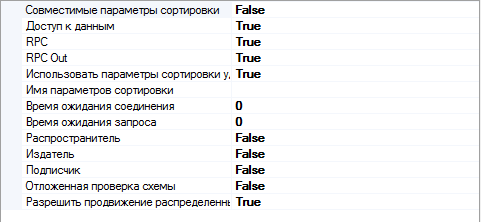 Совместимые параметры сортировки False
Доступ к данным True
RPC True
RPC Out True
Использовать параметры сортировки у, True
Имя параметров сортировки
Время ожидания соединения 0
Время ожидания запроса 0
Распространитель False
Издатель False
Подписчик False
Отложенная проверка схемы False
Разрешить продвижение распределеннь True